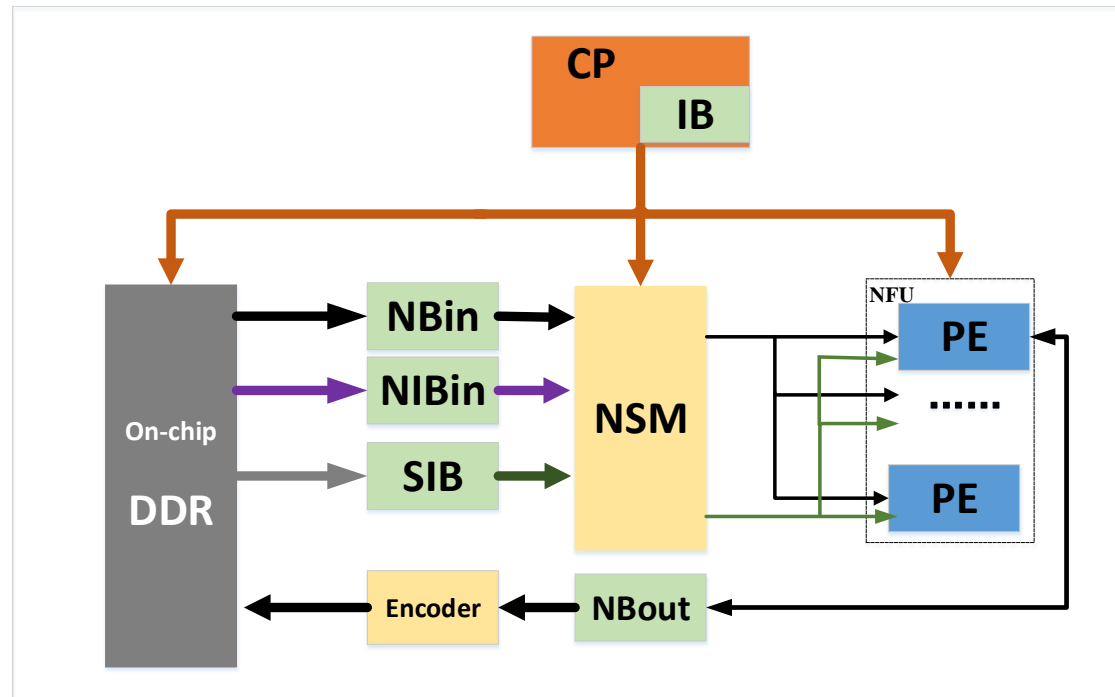 CP
IB
NBin
NIBin
SIB
On-chip
DDR
NSM
NFU
PE
......
PE
Encoder
NBout